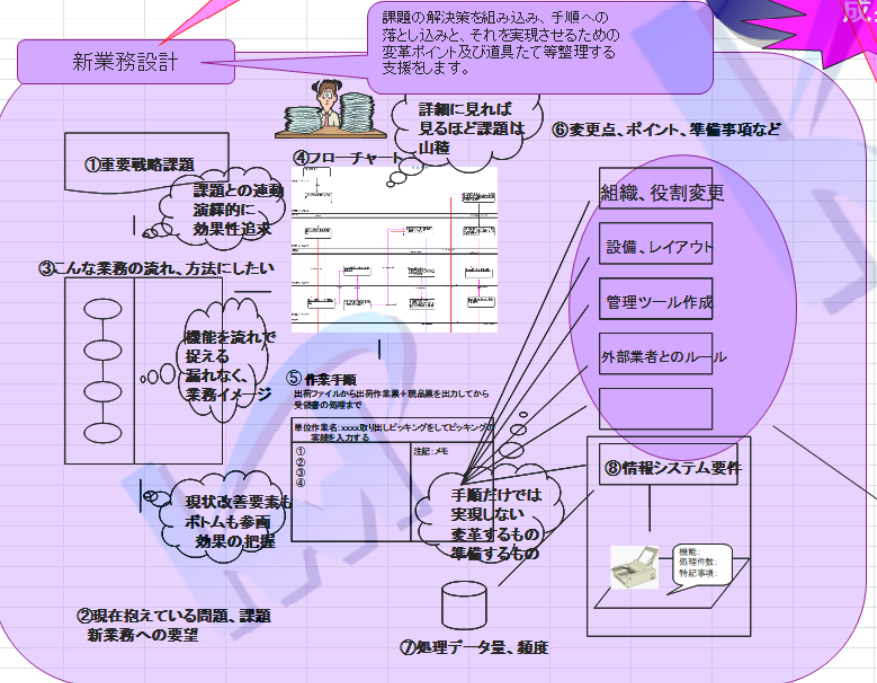 成
課題の解決策を組み込み、手順への
落とし込みと、それを実現させるための
変革ポイント及び道具たて等整理する
支援をします。
新業務設計
①重要戦略課題
課題との連動
演繹的に
効果性追求
詳細に見れば
見るほど課題は
山積
④フローチャート
⑥変更点、ポイント、準備事項など
組織、役割変更
設備、レイアウト
管理ツール作成
外部業者とのルール
③こんな業務の流れ、方法にしたい
機能を流れで
捉える
漏れなく、
業務イメージ
⑤作業手順
出荷ファイルから出荷作業票+現品票を出力してから
受領書の処理まで
単位作業名:xxxx取り出しピッキングをしてピッキングの
実績を入力する
①
②
③
④
注記:メモ
手順だけでは
実現しない
変革するもの
準備するもの
⑧情報システム要件
機能:
処理件数:
特記事項:
現状改善要素も
ボトムも参画
効果の把握
②現在抱えている問題、課題
新業務への要望
⑦処理データ量、頻度